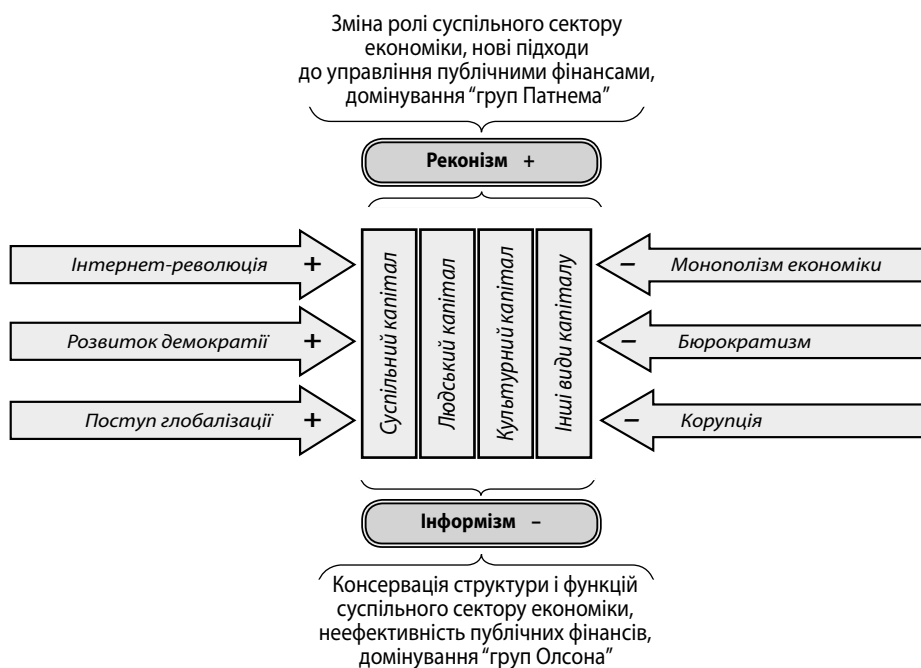 Зміна ролі суспільного сектору
економіки, нові підходи
до управління публічними фінансами,
домінування “груп Патнема”
Реконізм +
Інтернет-революція +
Розвиток демократії +
Поступ глобалізації +
Суспільний капітал
Людський капітал
Культурний капітал
Інші види капіталу
– Монополізм економіки
– Бюрократизм
– Корупція
Інформізм –
Консервація структури і функцій
суспільного сектору економіки,
неефективність публічних фінансів,
домінування “груп Олсона”